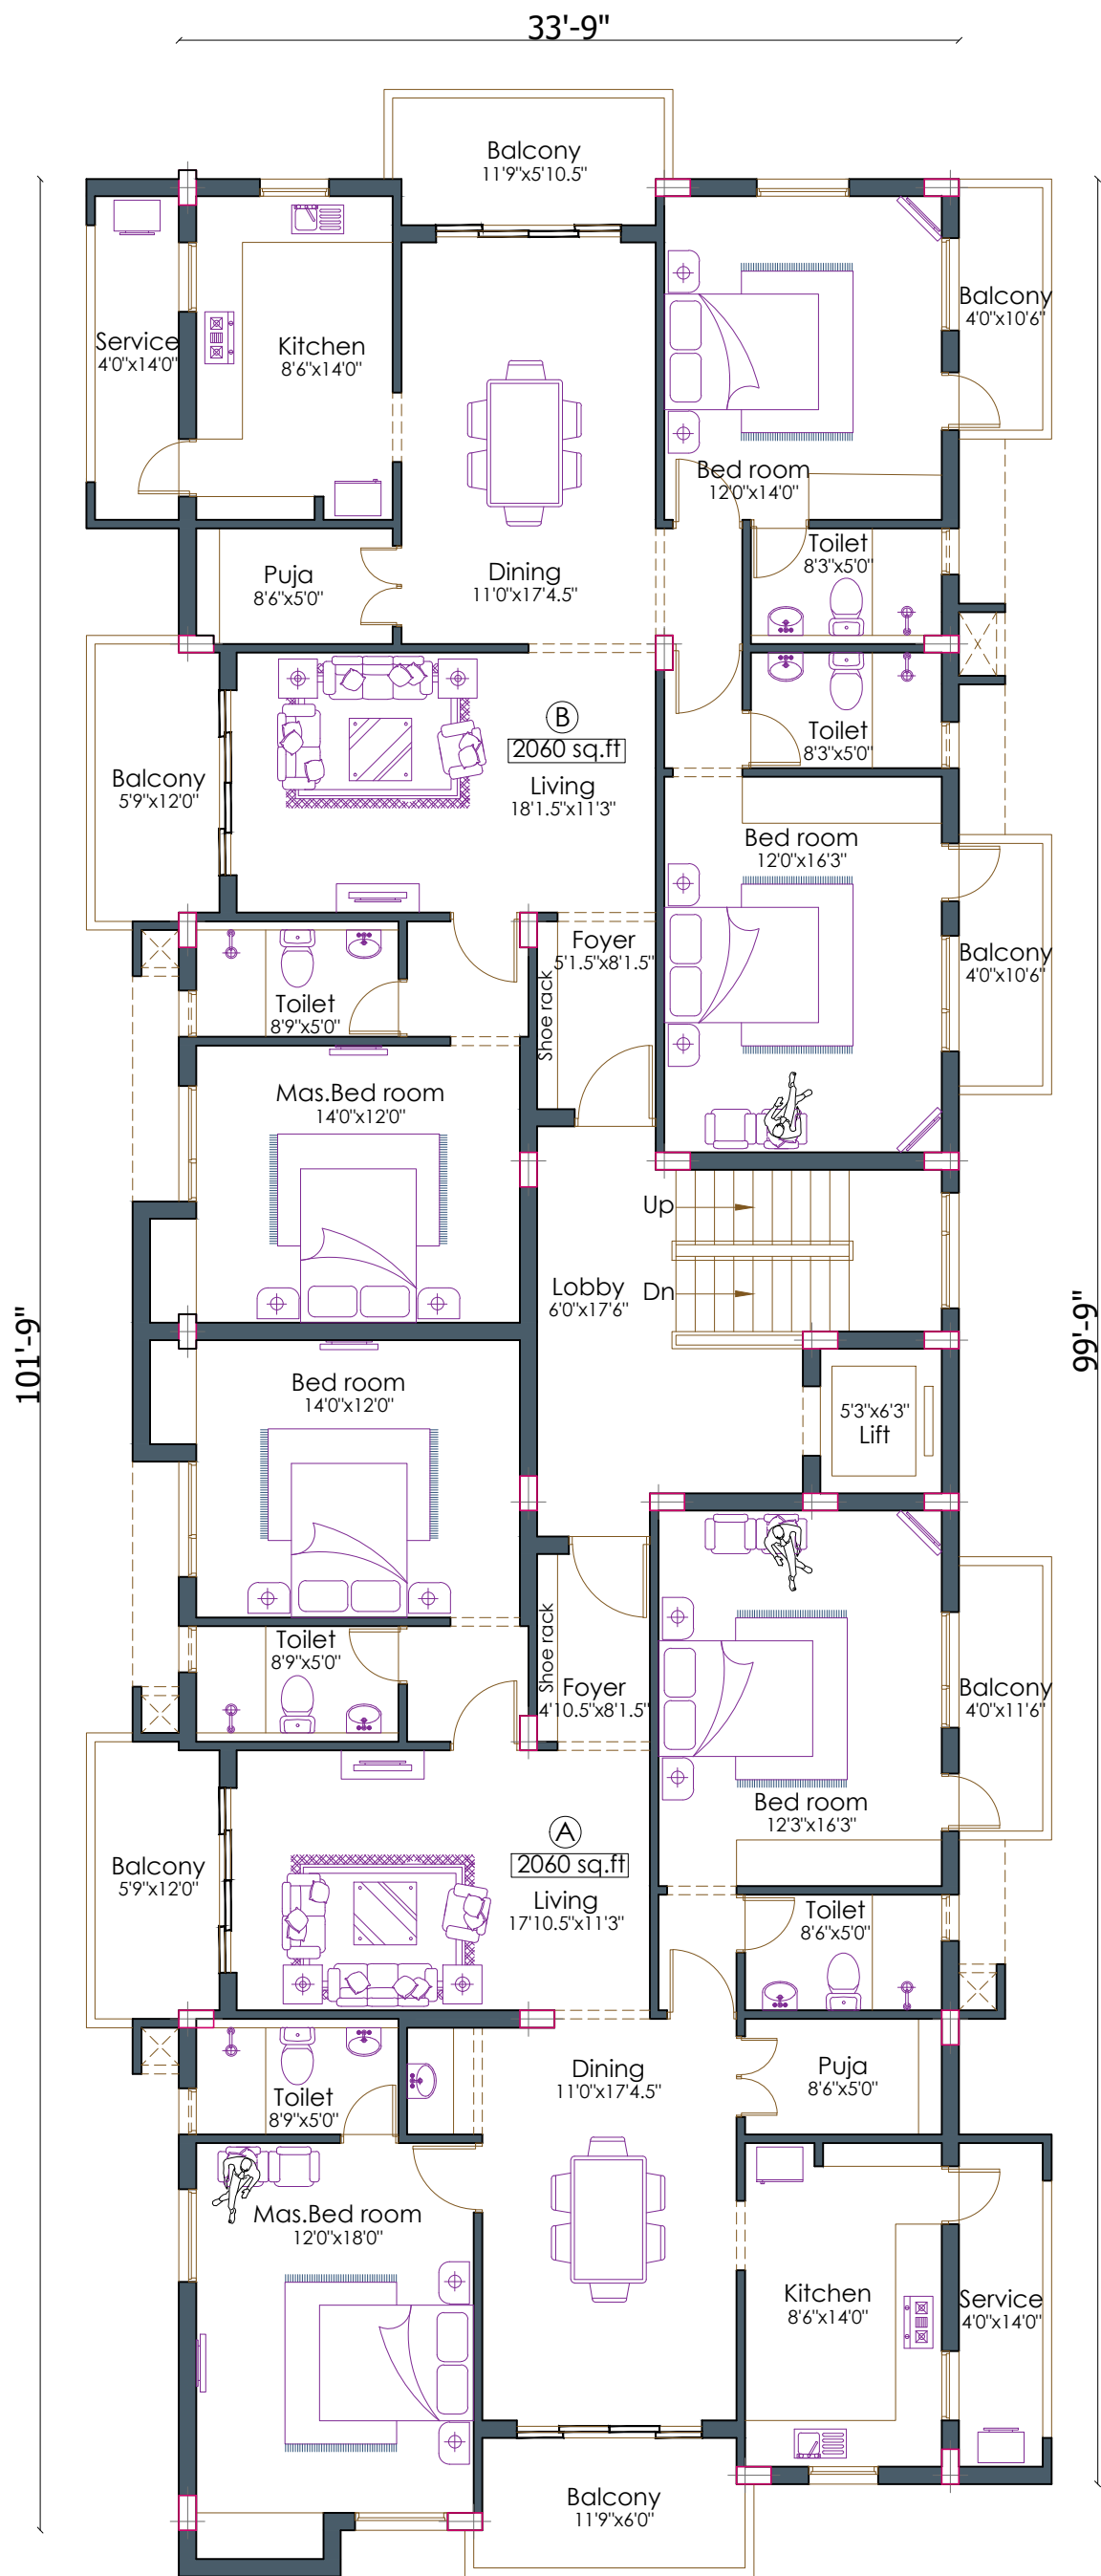 33'-9"
Balcony
11'9"x5'10.5"
Service
4'0"x14'0"
Kitchen
8'6"x14'0"
Balcony
4'0"x10'6"
Bed room
12'0"x14'0"
Toilet
8'3"x5'0"
Puja
8'6"x5'0"
Dining
11'0"x17'4.5"
B
2060 sq.ft
Living
18'1.5"x11'3"
Toilet
8'3"x5'0"
Balcony
5'9"x12'0"
Bed room
12'0"x16'3"
Foyer
5'1.5"x8'1.5"
Shoe rack
Balcony
4'0"x10'6"
Toilet
8'9"x5'0"
Mas.Bed room
14'0"x12'0"
Up
Lobby
6'0"x17'6"
Dn
101'-9"
99'-9"
Bed room
14'0"x12'0"
5'3"x6'3"
Lift
Toilet
8'9"x5'0"
Shoe rack
Foyer
4'10.5"x8'1.5"
Balcony
4'0"x11'6"
Bed room
12'3"x16'3"
A
2060 sq.ft
Living
17'10.5"x11'3"
Balcony
5'9"x12'0"
Toilet
8'6"x5'0"
Toilet
8'9"x5'0"
Dining
11'0"x17'4.5"
Puja
8'6"x5'0"
Mas.Bed room
12'0"x18'0"
Kitchen
8'6"x14'0"
Service
4'0"x14'0"
Balcony
11'9"x6'0"